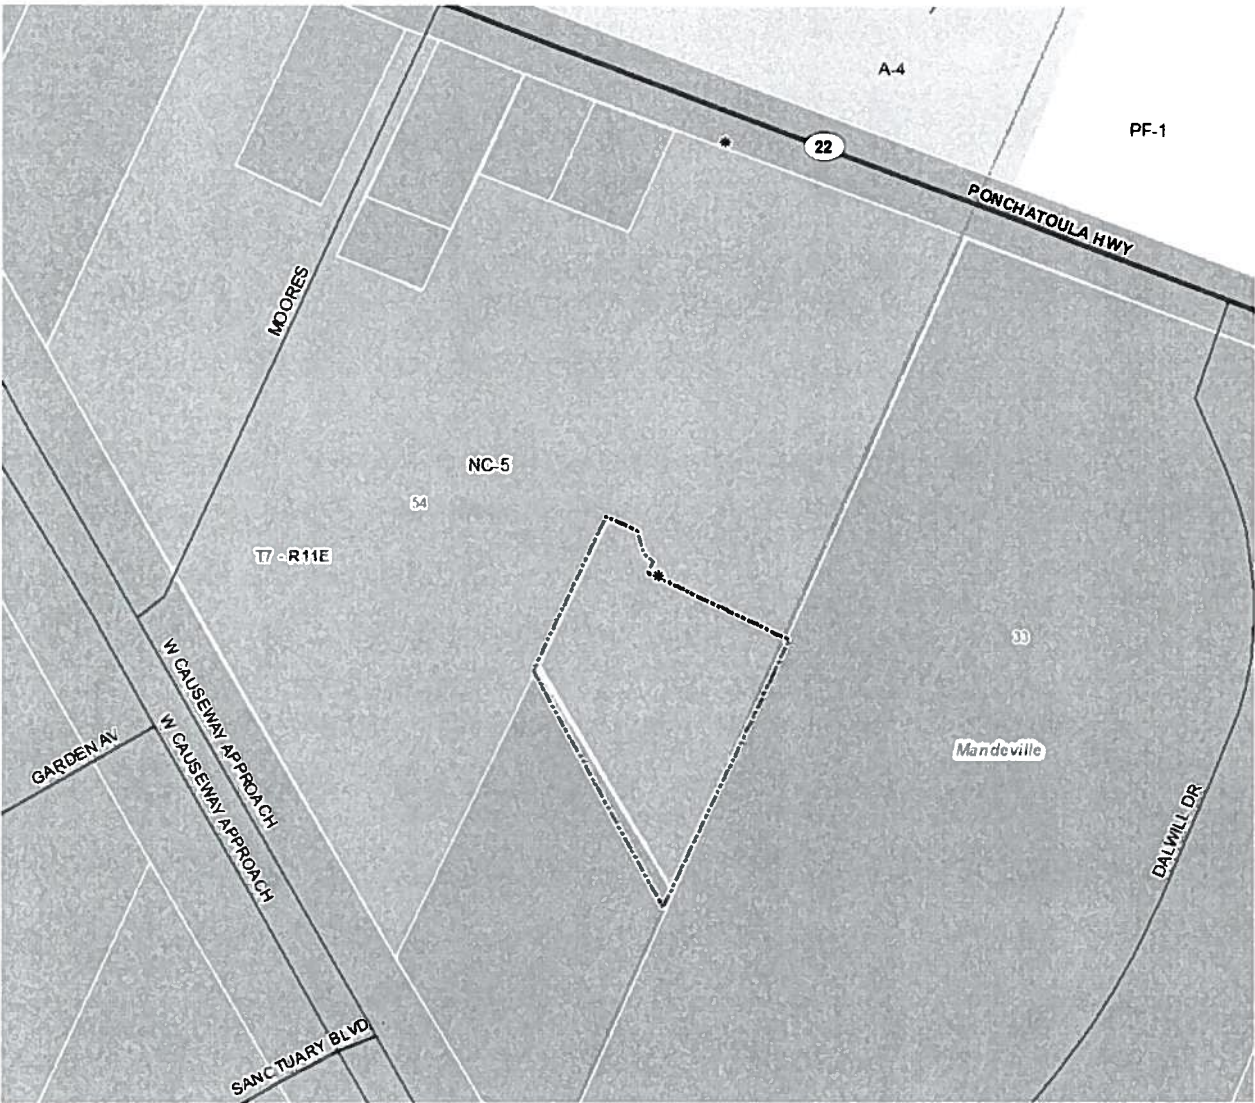 A-4
PF-1
22
PONCHATOULA HWY
MOORES
NC-5
54
T7 - R11E
33
W CAUSEWAY APPROACH
W CAUSEWAY APPROACH
GARDEN AV
Mandeville
DALWILL DR
SANCTUARY BLVD